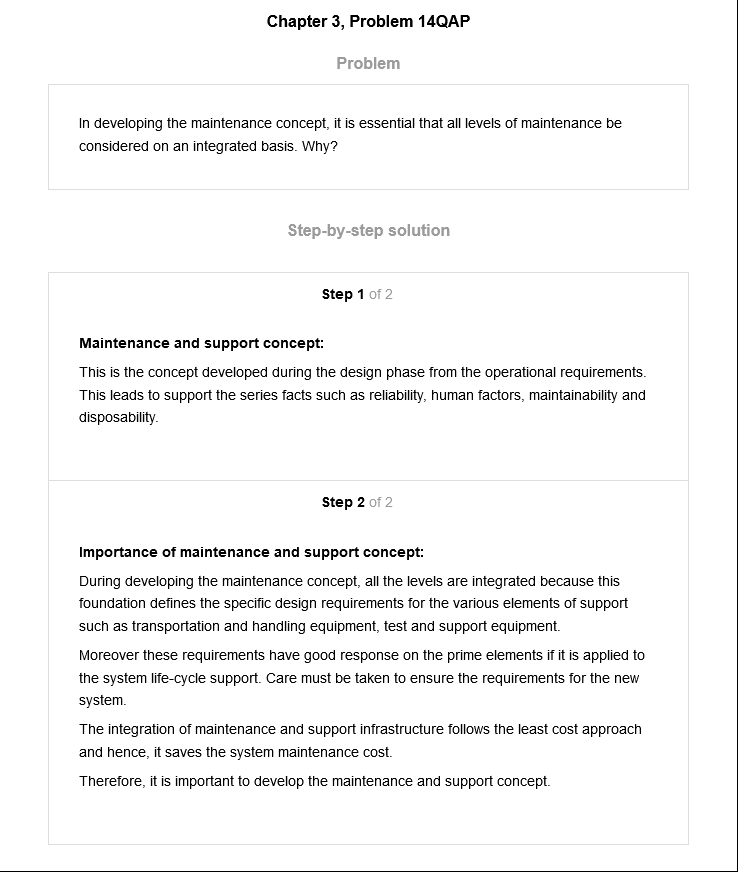 Chapter 3, Problem 14QAP
Problem
In developing the maintenance concept, it is essential that all levels of maintenance be
considered on an integrated basis. Why?
Step-by-step solution
Step 1 of 2
Maintenance and support concept:
This is the concept developed during the design phase from the operational requirements.
This leads to support the series facts such as reliability, human factors, maintainability and
disposability.
Step 2 of 2
Importance of maintenance and support concept:
During developing the maintenance concept, all the levels are integrated because this
foundation defines the specific design requirements for the various elements of support
such as transportation and handling equipment, test and support equipment.
Moreover these requirements have good response on the prime elements if it is applied to
the system life-cycle support. Care must be taken to ensure the requirements for the new
system.
The integration of maintenance and support infrastructure follows the least cost approach
and hence, it saves the system maintenance cost.
Therefore, it is important to develop the maintenance and support concept.